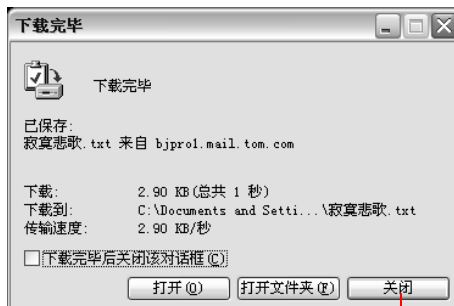 下载完毕
下载完毕
已保存:
寂寞悲歌.txt 来自 bjpro1.mail.tom.com
下载: 2.90 KB(总共 1 秒)
下载到: C:\Documents and Setti...\寂寞悲歌.txt
传输速度: 2.90 KB/秒
下载完毕后关闭该对话框(C)
打开(O) 打开文件夹(F) 关闭